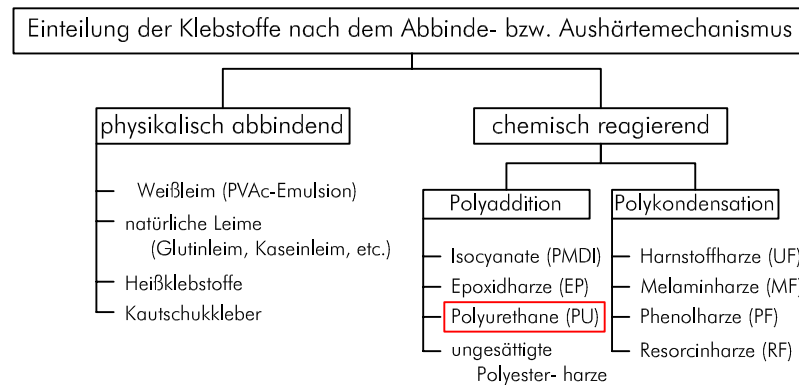 Einteilung der Klebstoffe nach dem Abbinde- bzw. Aushärtemechanismus
physikalisch abbindend
Weißleim (PVAc-Emulsion)
natürliche Leime
(Glutinleim, Kaseinleim, etc.)
Heißklebstoffe
Kautschukkleber
chemisch reagierend
Polyaddition
Isocyanate (PMDI)
Epoxidharze (EP)
Polyurethane (PU)
ungesättigte
Polyester- harze
Polykondensation
Harnstoffharze (UF)
Melaminharze (MF)
Phenolharze (PF)
Resorcinharze (RF)